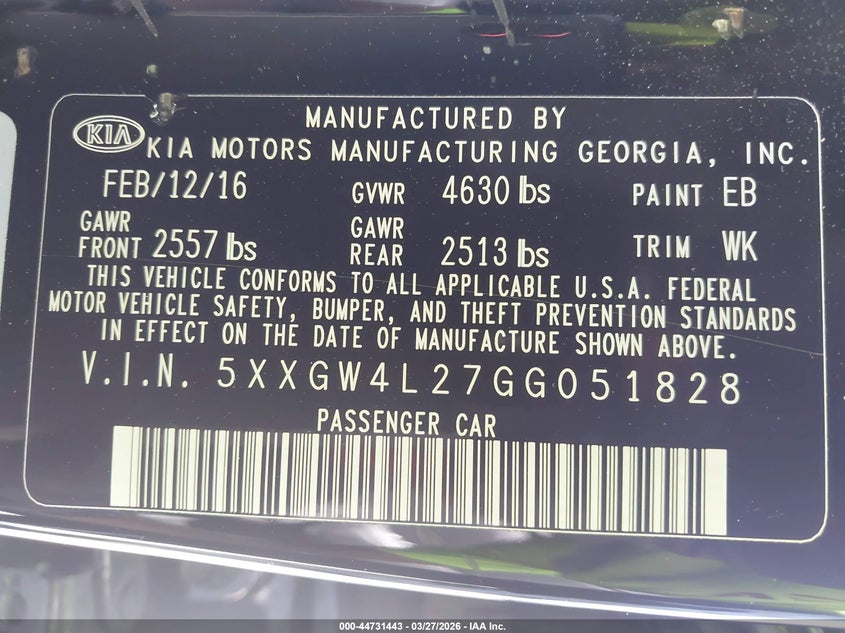 MANUFACTURED BY
KIA KIA MOTORS MANUFACTURING GEORGIA, INC.
FEB/12/16 GVWR 4630 lbs PAINT EB
GAWR FRONT 2557 lbs GAWR REAR 2513 lbs TRIM WK
THIS VEHICLE CONFORMS TO ALL APPLICABLE U.S.A. FEDERAL
MOTOR VEHICLE SAFETY, BUMPER, AND THEFT PREVENTION STANDARDS
IN EFFECT ON THE DATE OF MANUFACTURE SHOWN ABOVE.
V.I.N. 5XXGW4L27GG051828
PASSENGER CAR
000-44731443 - 03/27/2026 - IAA Inc.